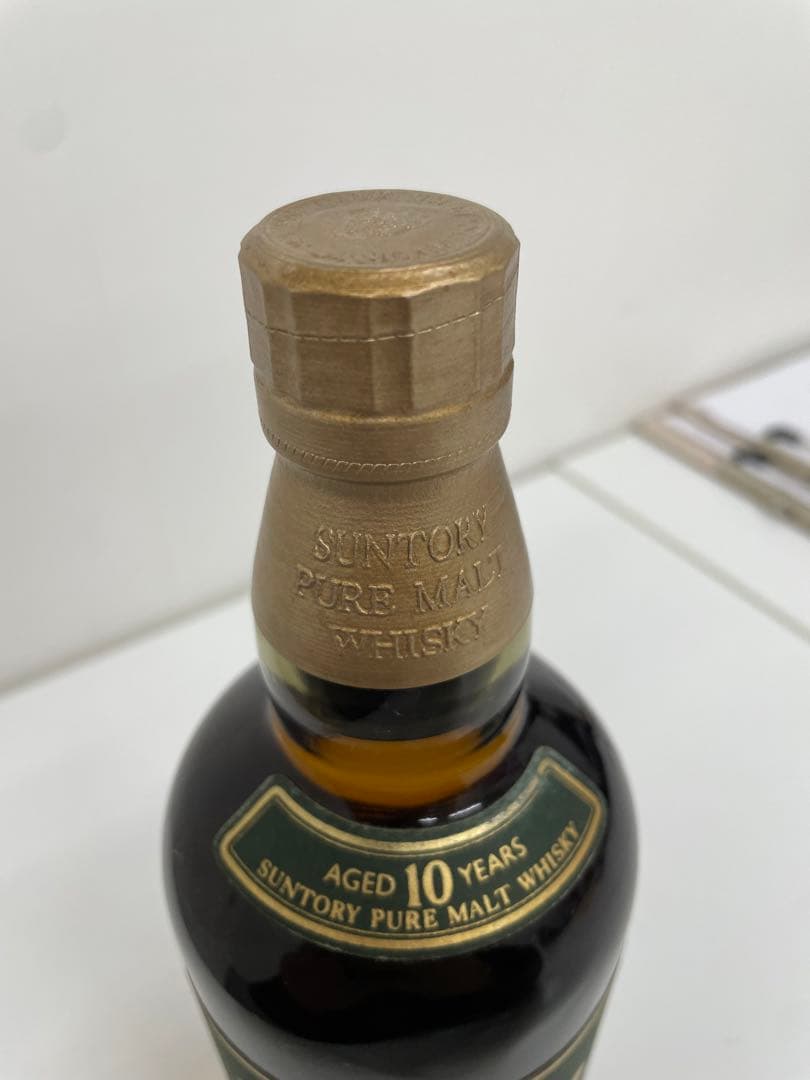 SUNTORY
PURE MALT
WHISKY
AGED 10 YEARS
SUNTORY PURE MALT WHISKY